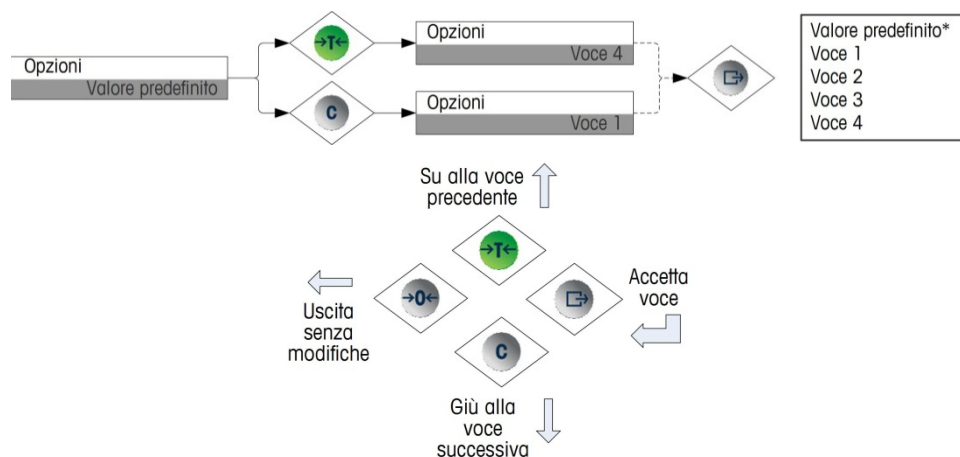 Opzioni
Valore predefinito
→T←
Opzioni
Voce 4
C
Opzioni
Voce 1
Valore predefinito*
Voce 1
Voce 2
Voce 3
Voce 4
Su alla voce
precedente
→T←
→0←
Uscita
senza
modifiche
Accetta
voce
C
Giù alla
voce
successiva